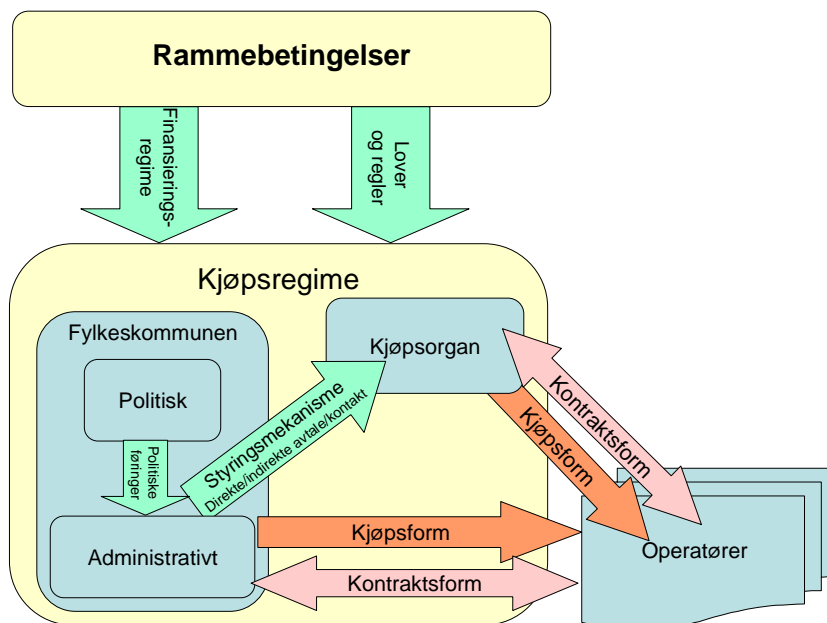 Rammebetingelser
Finansierings-
regime
Lover
og regler
Kjøpsregime
Fylkeskommunen
Kjøpsorgan
Politisk
Styringsmekanisme
Direkte/indirekte avtale/kontakt
Kontraktsform
Kjøpsform
Politiske
føringer
Administrativt
Kjøpsform
Kontraktsform
Operatører